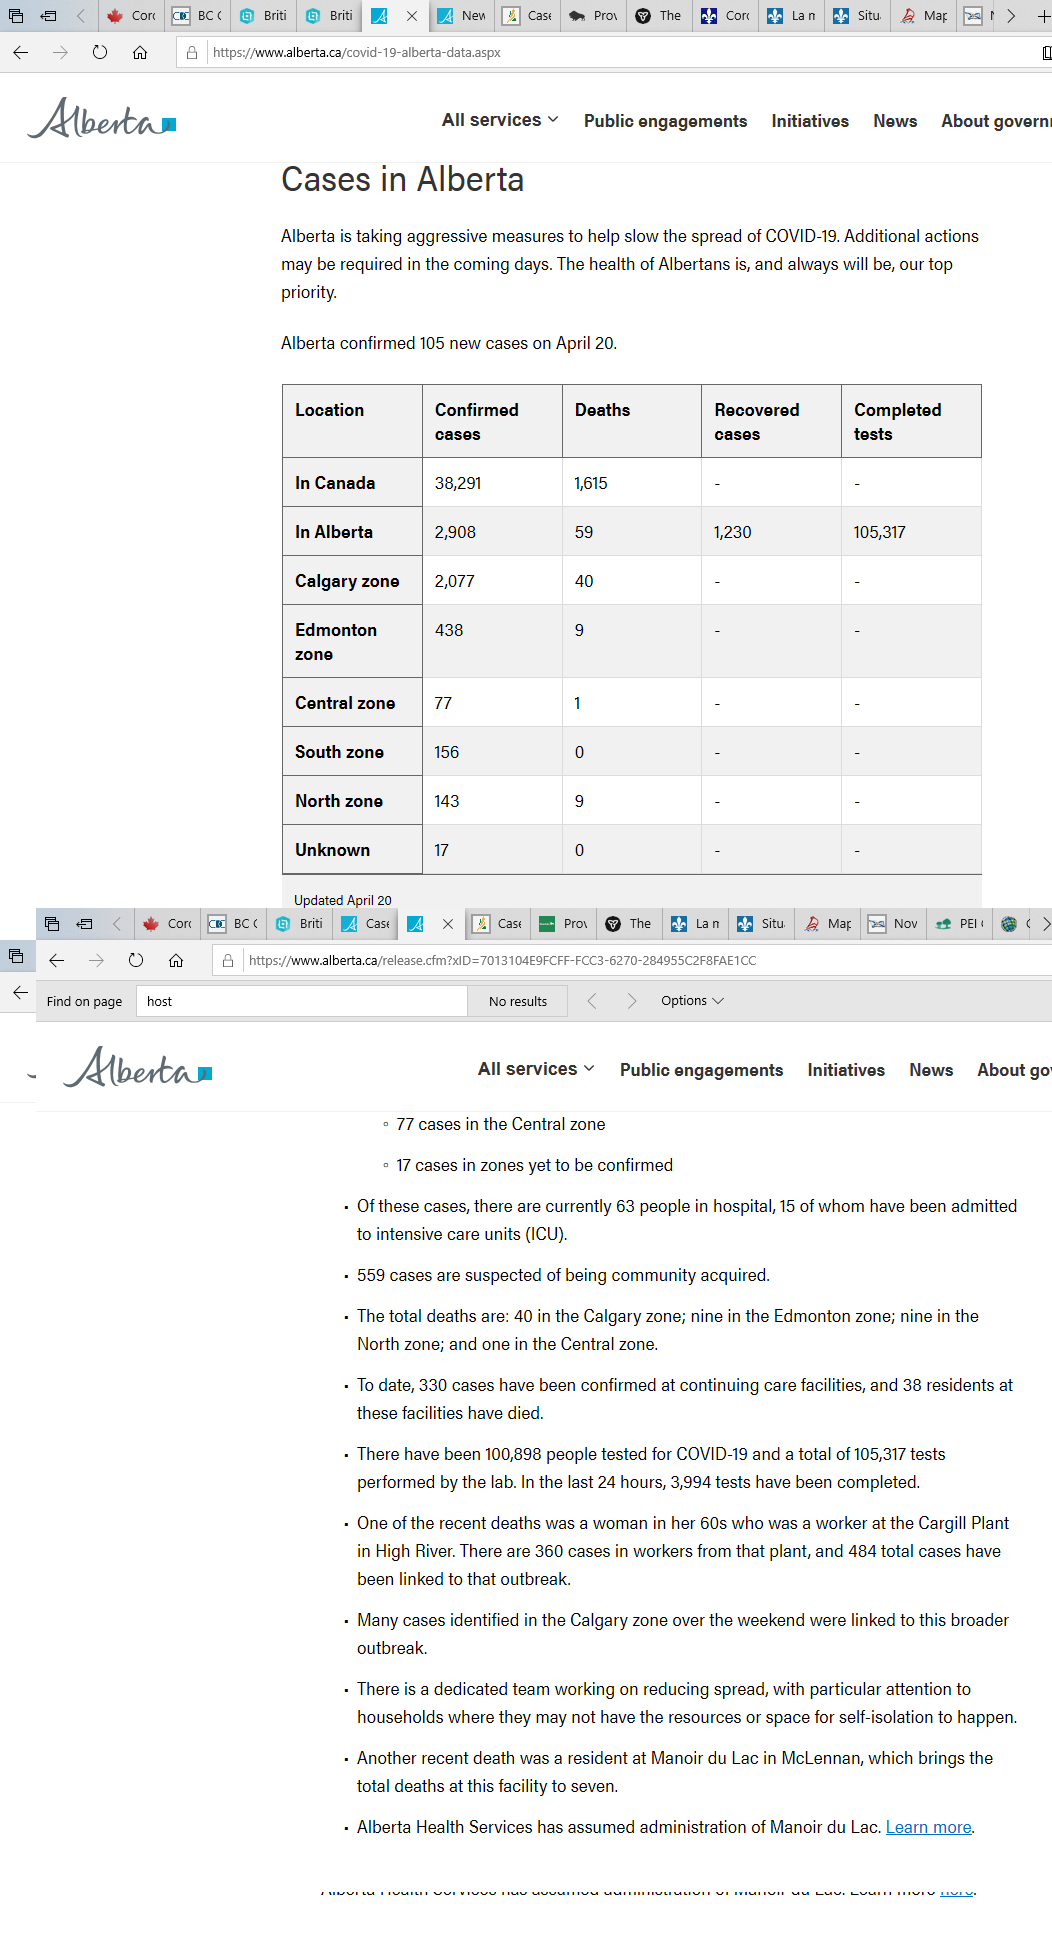 Corc
BC C
Briti
Briti
New
Case
Prov
The
Corc
La n
Situ
Map
https://www.alberta.ca/covid-19-alberta-data.aspx
Alberta
All services
Public engagements
Initiatives
News
About governm
Cases in Alberta
Alberta is taking aggressive measures to help slow the spread of COVID-19. Additional actions
may be required in the coming days. The health of Albertans is, and always will be, our top
priority.
Alberta confirmed 105 new cases on April 20.
Location Confirmed cases Deaths Recovered cases Completed tests
In Canada 38,291 1,615 - -
In Alberta 2,908 59 1,230 105,317
Calgary zone 2,077 40 - -
Edmonton zone 438 9 - -
Central zone 77 1 - -
South zone 156 0 - -
North zone 143 9 - -
Unknown 17 0 - -
Updated April 20
Corc
BC C
Briti
Case
Case
Prov
The
La n
Situ
Map
Nov
PEI
https://www.alberta.ca/release.cfm?xID=7013104E9FCFF-FCC3-6270-284955C2F8FAE1CC
Find on page host No results Options
Alberta
All services
Public engagements
Initiatives
News
About gov
◦ 77 cases in the Central zone
◦ 17 cases in zones yet to be confirmed
• Of these cases, there are currently 63 people in hospital, 15 of whom have been admitted
to intensive care units (ICU).
• 559 cases are suspected of being community acquired.
• The total deaths are: 40 in the Calgary zone; nine in the Edmonton zone; nine in the
North zone; and one in the Central zone.
• To date, 330 cases have been confirmed at continuing care facilities, and 38 residents at
these facilities have died.
• There have been 100,898 people tested for COVID-19 and a total of 105,317 tests
performed by the lab. In the last 24 hours, 3,994 tests have been completed.
• One of the recent deaths was a woman in her 60s who was a worker at the Cargill Plant
in High River. There are 360 cases in workers from that plant, and 484 total cases have
been linked to that outbreak.
• Many cases identified in the Calgary zone over the weekend were linked to this broader
outbreak.
• There is a dedicated team working on reducing spread, with particular attention to
households where they may not have the resources or space for self-isolation to happen.
• Another recent death was a resident at Manoir du Lac in McLennan, which brings the
total deaths at this facility to seven.
• Alberta Health Services has assumed administration of Manoir du Lac. Learn more.
Alberta Health Services has assumed administration of Manoir du Lac. Learn more here.